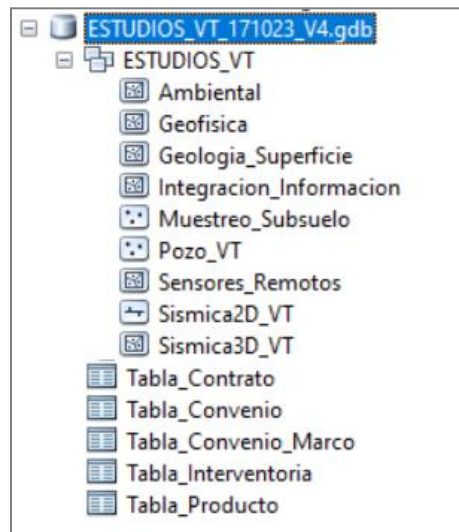 ESTUDIOS_VT_171023_V4.gdb
ESTUDIOS_VT
Ambiental
Geofisica
Geologia_Superficie
Integracion_Informacion
Muestreo_Subsuelo
Pozo_VT
Sensores_Remotos
Sismica2D_VT
Sismica3D_VT
Tabla_Contrato
Tabla_Convenio
Tabla_Convenio_Marco
Tabla_Interventoria
Tabla_Producto